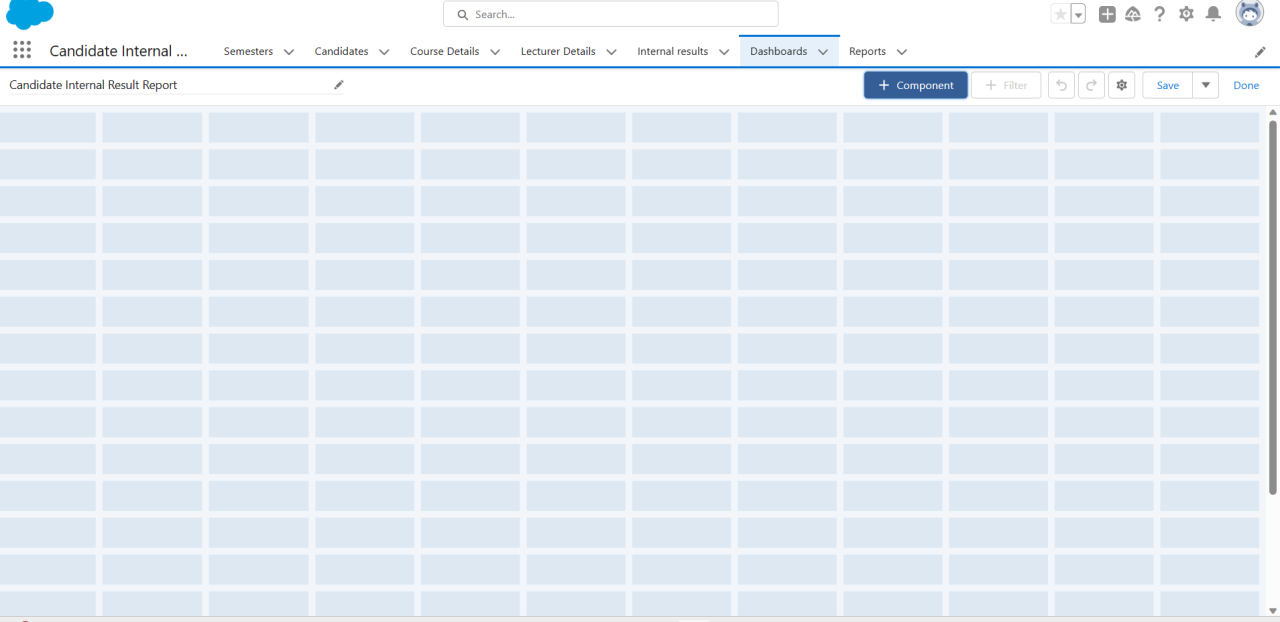 Search...
Candidate Internal ... Semesters Candidates Course Details Lecturer Details Internal results Dashboards Reports
Candidate Internal Result Report + Component + Filter Save Done